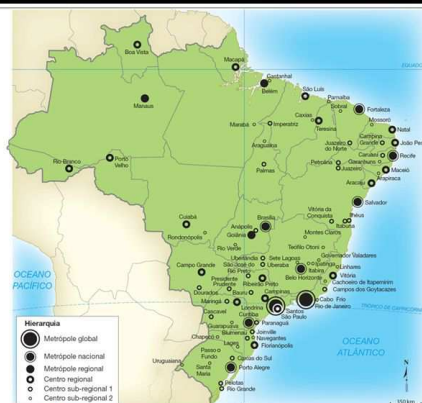 Boa Vista
Macapá
EQUADO
Castanhal
Belém
São Luís
Parnaíba
Sobral
Fortaleza
Manaus
Caxias
Teresina
Mossoró
Natal
Marabá
Imperatriz
Campina
Grande
João Pes
Juazeiro
do Norte
Caruaru
Recife
Araguaína
Garanhuns
Petrolina
Juazeiro
Maceió
Arapiraca
Aracaju
Rio Branco
Porto
Velho
Palmas
Salvador
Cuiabá
Rondonópolis
Brasília
Anápolis
Goiânia
Rio Verde
Vitória da
Conquista
Ilhéus
Itabuna
Montes Claros
Teófilo Otoni
Governador Valadares
Uberlândia
Sete Lagoas
Uberaba
Linhares
Itabira
Belo Horizonte
Vitória
Cachoeiro de Itapemirim
Campos dos Goytacazes
Campo Grande
São José do
Rio Preto
Presidente
Prudente
Ribeirão Preto
Dourados
Bauru
Campinas
Cabo Frio
Rio de Janeiro
TRÓPICO DE CAPRICÓRN
Maringá
Londrina
Santos
São Paulo
Cascavel
Curitiba
Guarapuava
Paranaguá
Blumenau
Joinville
Chapecó
Navegantes
Lages
Florianópolis
Passo
Fundo
Caxias do Sul
Uruguaiana
Santa
Maria
Porto Alegre
Pelotas
Rio Grande
OCEANO
PACÍFICO
OCEANO
ATLÂNTICO
N
Hierarquia
Metrópole global
Metrópole nacional
Metrópole regional
Centro regional
Centro sub-regional 1
Centro sub-regional 2